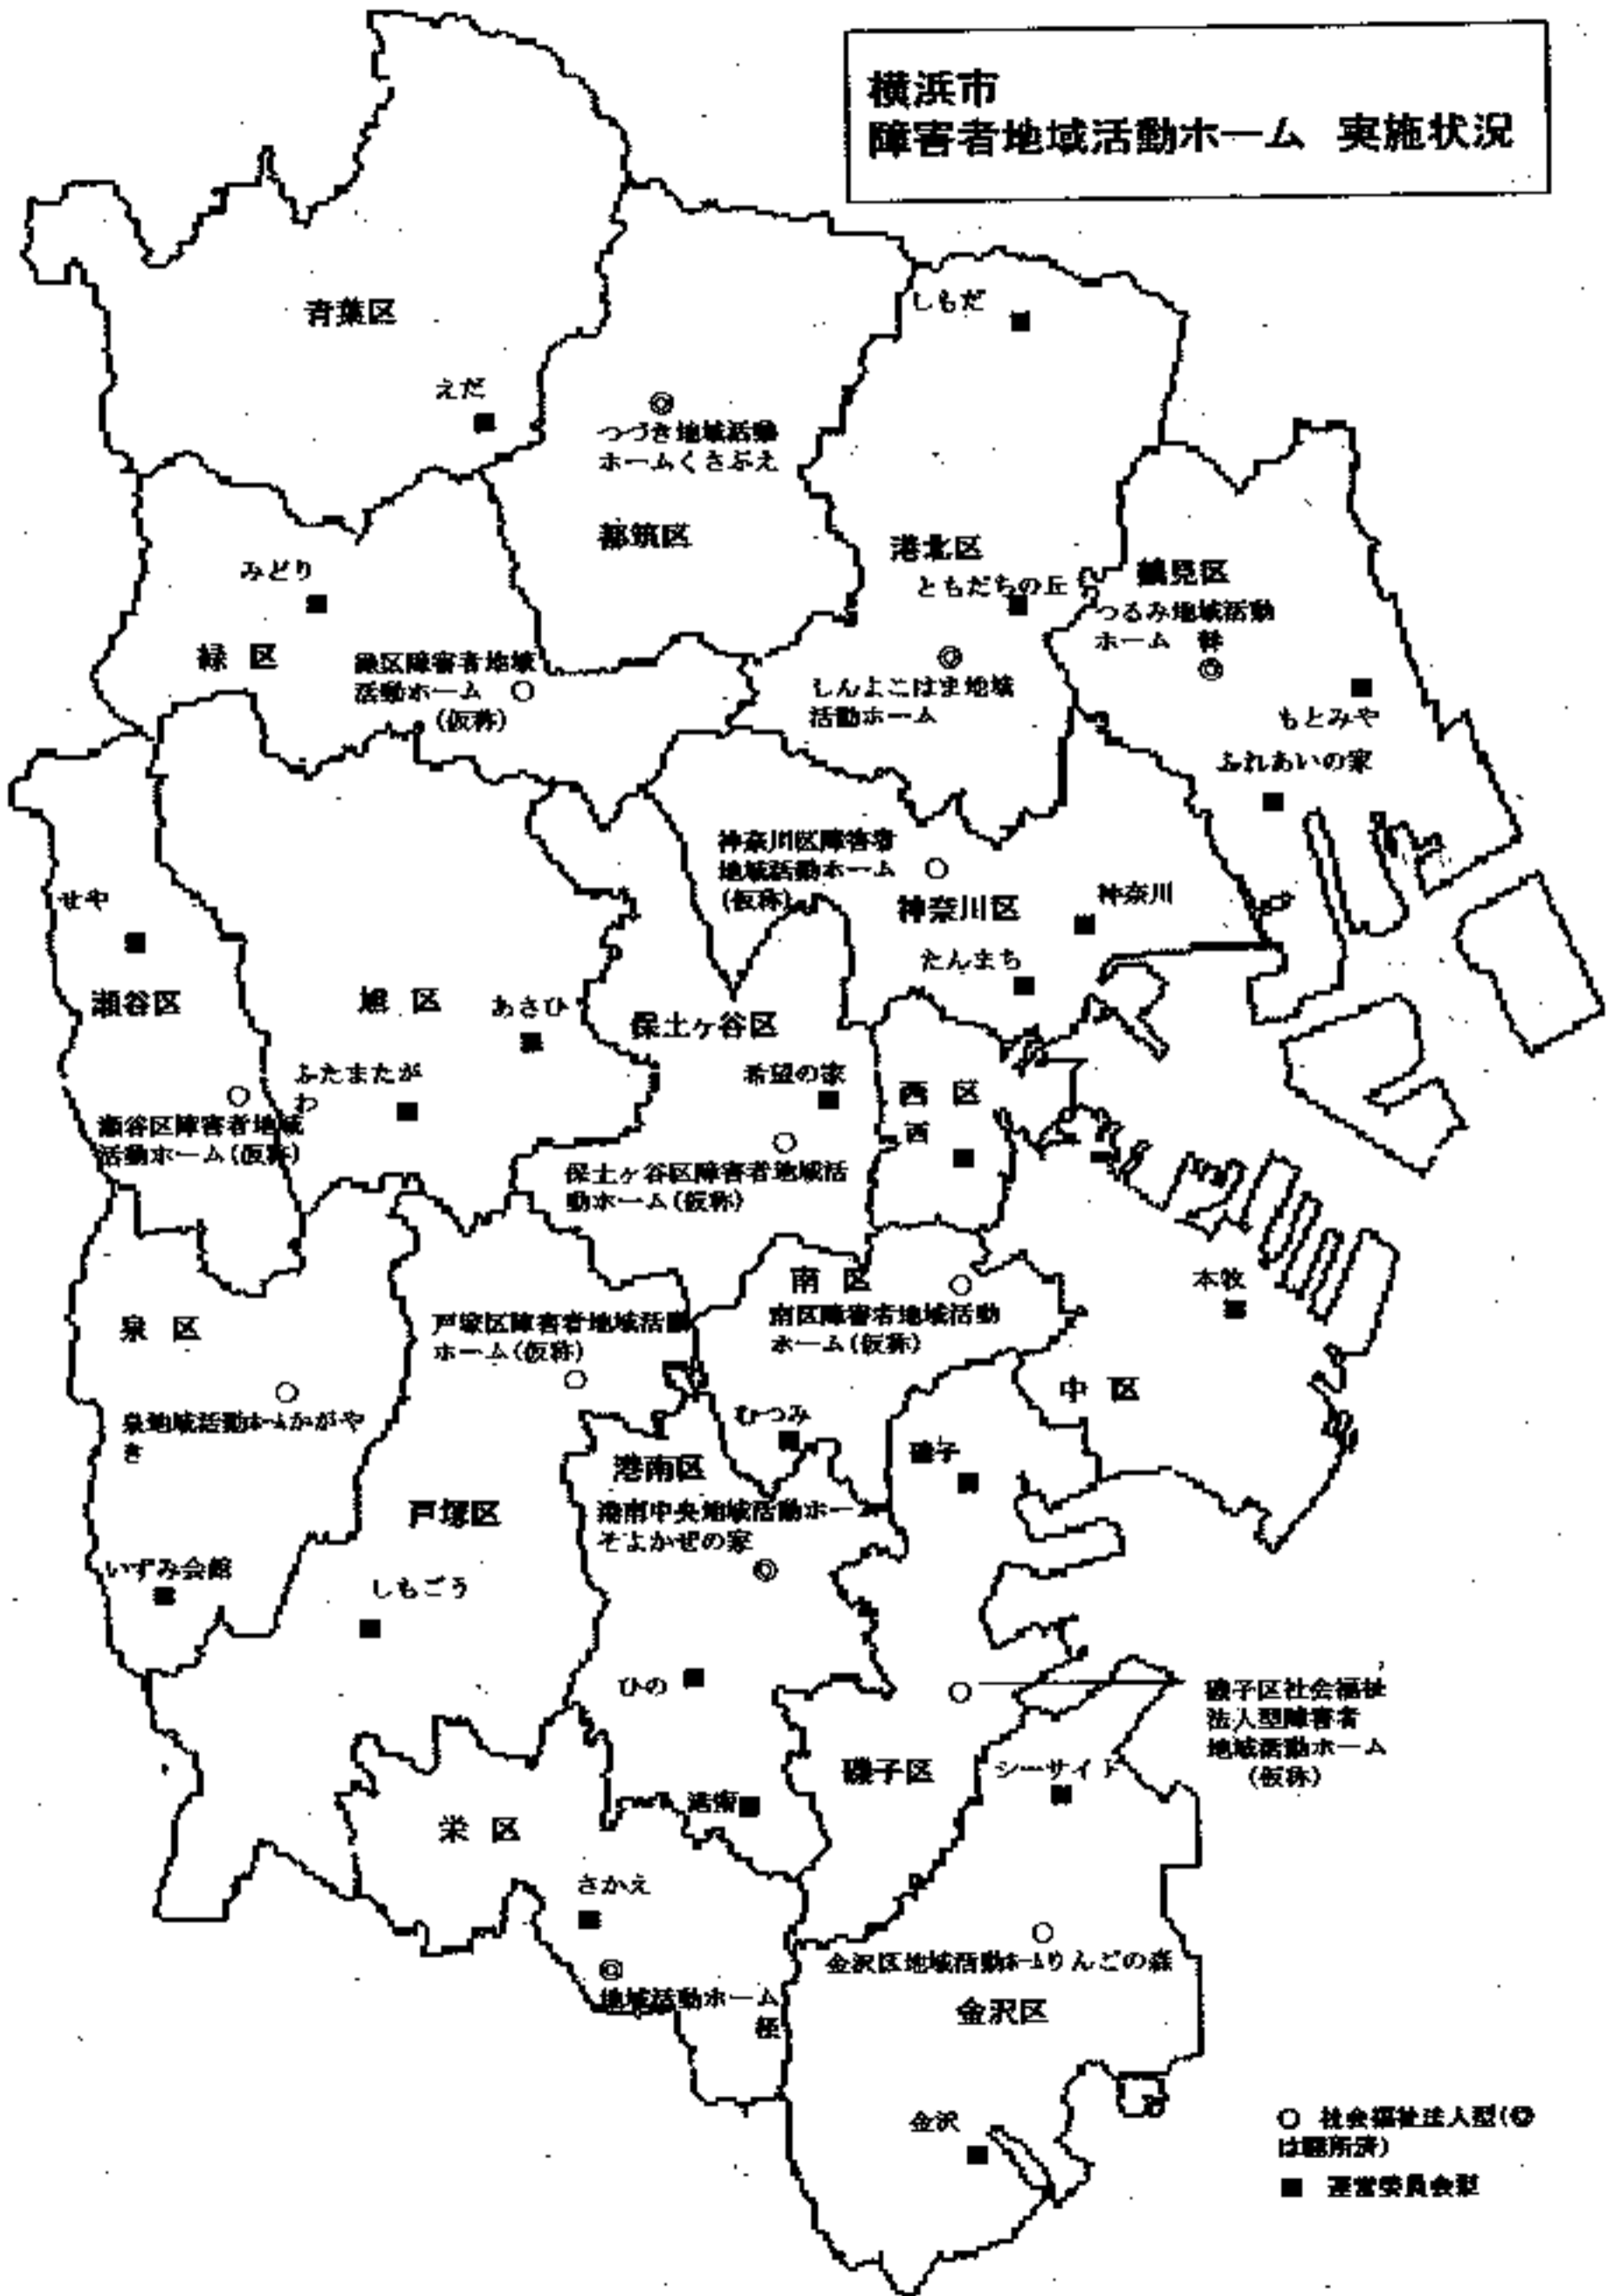 横浜市
障害者地域活動ホーム 実施状況
青葉区
しもだ
えだ
つづき地域活動
ホームくさぶえ
都筑区
港北区
ともだちの丘
鶴見区
つるみ地域活動
ホーム 幹
みどり
緑 区
緑区障害者地域
活動ホーム
(仮称)
しんよこはま地域
活動ホーム
もとみや
ふれあいの家
神奈川区障害者
地域活動ホーム
(仮称)
神奈川区
神奈川
たんまち
せや
瀬谷区
旭 区
あさひ
保土ヶ谷区
希望の家
西 区
西
ふたまたが
わ
瀬谷区障害者地域
活動ホーム(仮称)
保土ヶ谷区障害者地域活
動ホーム(仮称)
南 区
南区障害者地域活動
ホーム(仮称)
本牧
泉 区
戸塚区障害者地域活動
ホーム(仮称)
中 区
泉地域活動ホームかがや
き
むつみ
磯子
港南区
港南中央地域活動ホーム
そよかぜの家
戸塚区
いずみ会館
しもごう
ひの
磯子区社会福祉
法人型障害者
地域活動ホーム
(仮称)
磯子区
シーサイド
港南
栄 区
さかえ
地域活動ホーム
金沢区地域活動ホームりんごの森
金沢区
金沢
○ 社会福祉法人型(◎
は開所済)
■ 運営委員会型